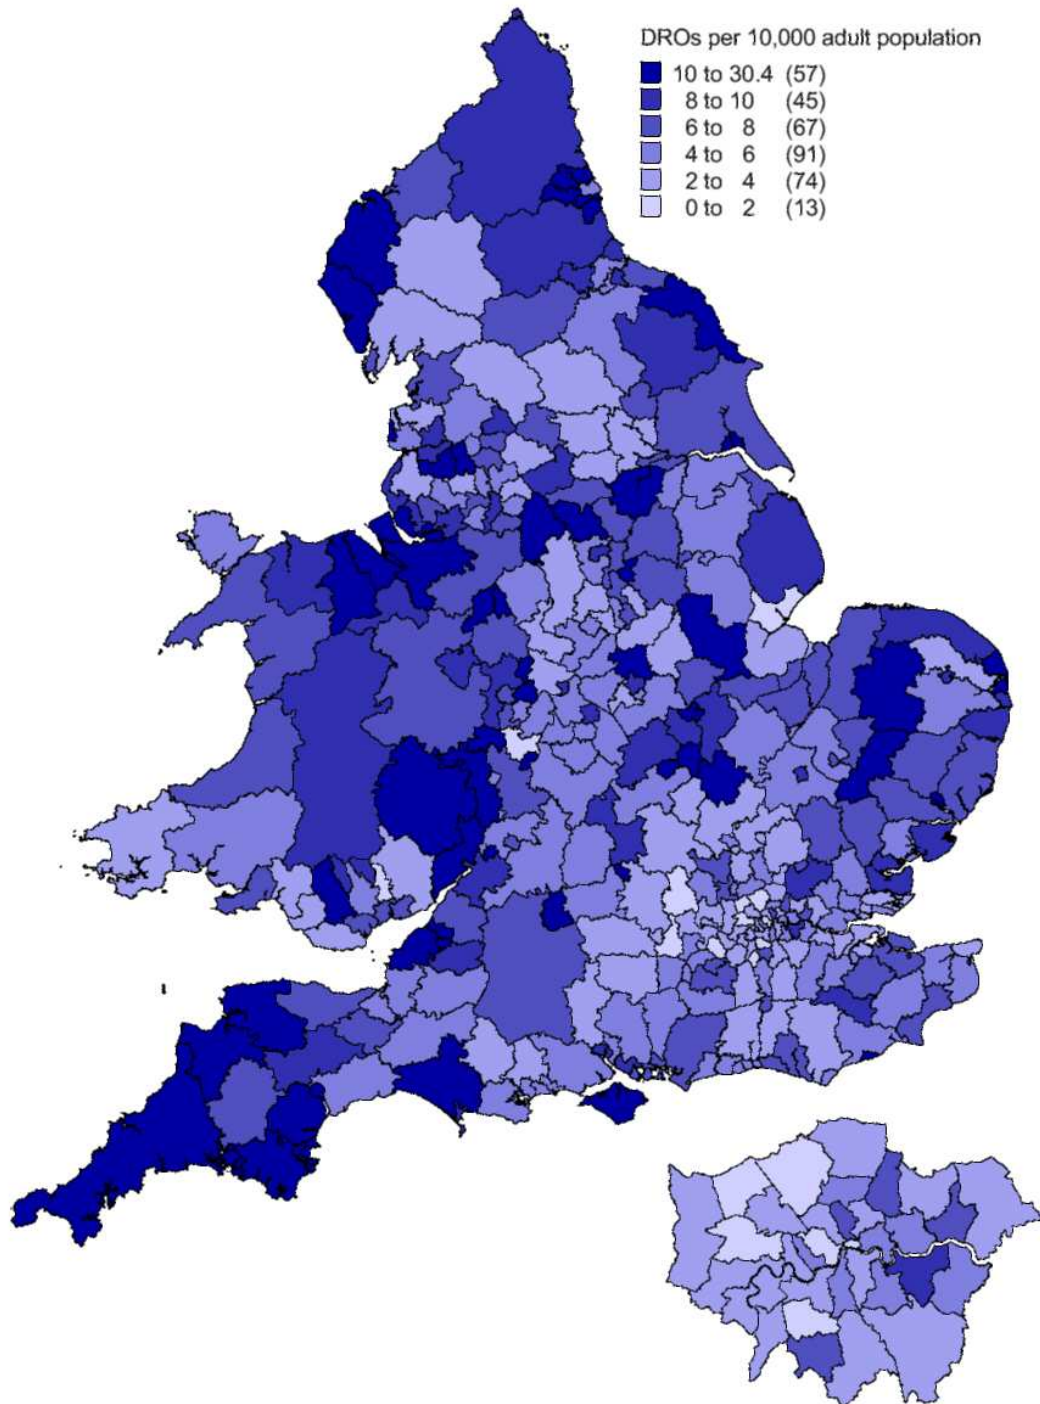 DROs per 10,000 adult population
10 to 30.4 (57)
8 to 10 (45)
6 to 8 (67)
4 to 6 (91)
2 to 4 (74)
0 to 2 (13)